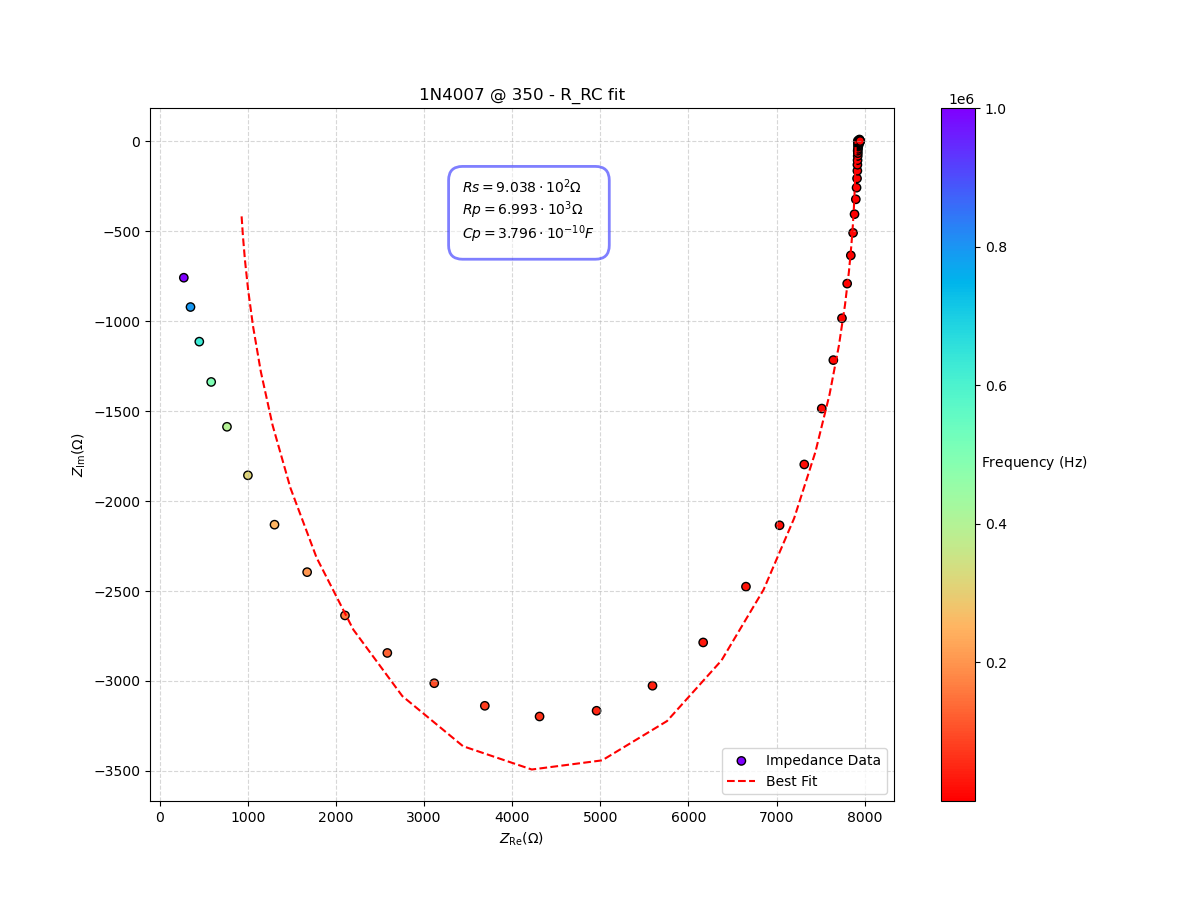 1N4007 @ 350 - R_RC fit
1e6
Rs = 9.038 · 10²Ω
Rp = 6.993 · 10³Ω
Cp = 3.796 · 10⁻¹⁰F
0
−500
−1000
−1500
−2000
−2500
−3000
−3500
Z_Im(Ω)
0 1000 2000 3000 4000 5000 6000 7000 8000
Z_Re(Ω)
Impedance Data
Best Fit
1.0
0.8
0.6
0.4
0.2
Frequency (Hz)